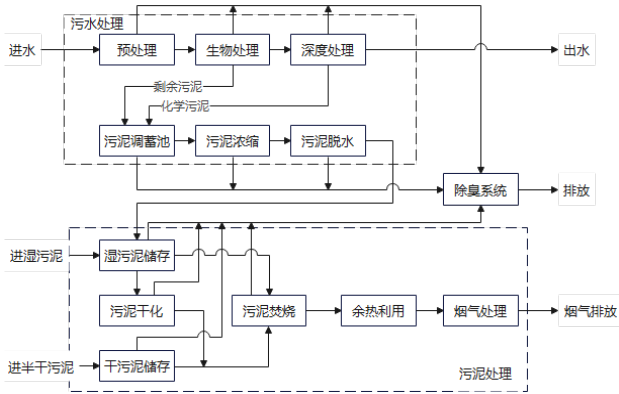 污水处理
进水
预处理
生物处理
深度处理
出水
剩余污泥
化学污泥
污泥调蓄池
污泥浓缩
污泥脱水
除臭系统
排放
进湿污泥
湿污泥储存
污泥干化
污泥焚烧
余热利用
烟气处理
烟气排放
进半干污泥
干污泥储存
污泥处理